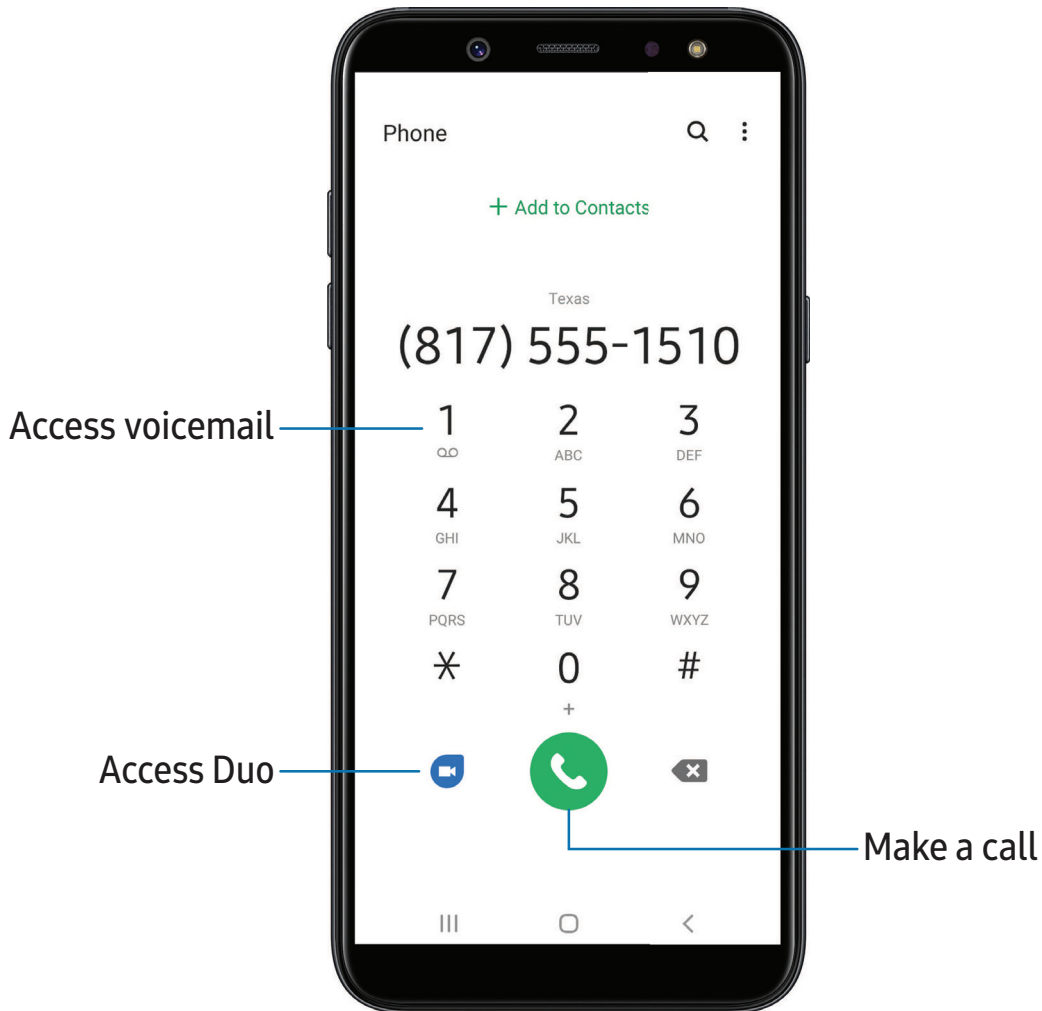 Phone
+ Add to Contacts
Texas
(817) 555-1510
Access voicemail
1 2 3
ABC DEF
4 5 6
GHI JKL MNO
7 8 9
PQRS TUV WXYZ
* 0 #
+
Access Duo
Make a call